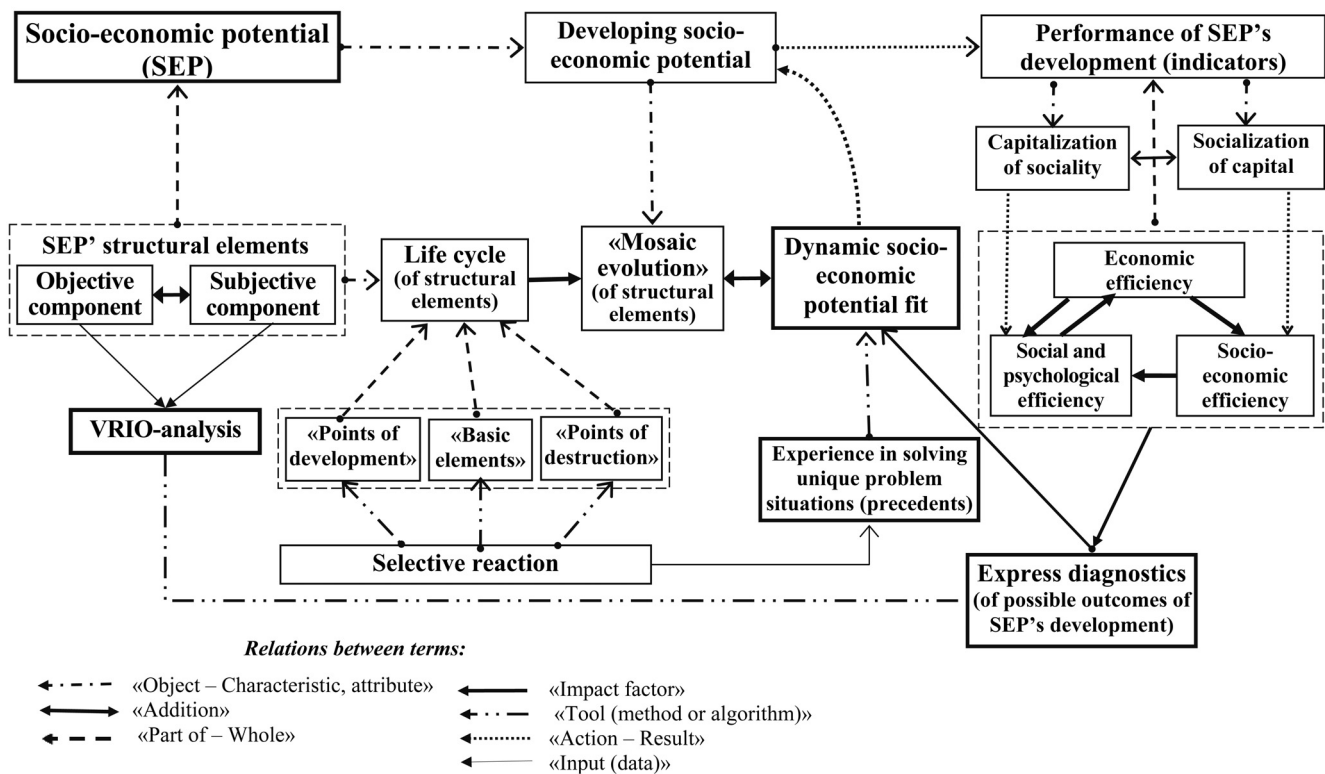 Socio-economic potential
(SEP)
Developing socio-
economic potential
Performance of SEP's
development (indicators)
Capitalization
of sociality
Socialization
of capital
SEP' structural elements
Objective
component
Subjective
component
Life cycle
(of structural
elements)
«Mosaic
evolution»
(of structural
elements)
Dynamic socio-
economic
potential fit
Economic
efficiency
Social and
psychological
efficiency
Socio-
economic
efficiency
VRIO-analysis
«Points of
development»
«Basic
elements»
«Points of
destruction»
Experience in solving
unique problem
situations (precedents)
Selective reaction
Express diagnostics
(of possible outcomes of
SEP's development)
Relations between terms:
«Object – Characteristic, attribute»
«Addition»
«Part of – Whole»
«Impact factor»
«Tool (method or algorithm)»
«Action – Result»
«Input (data)»